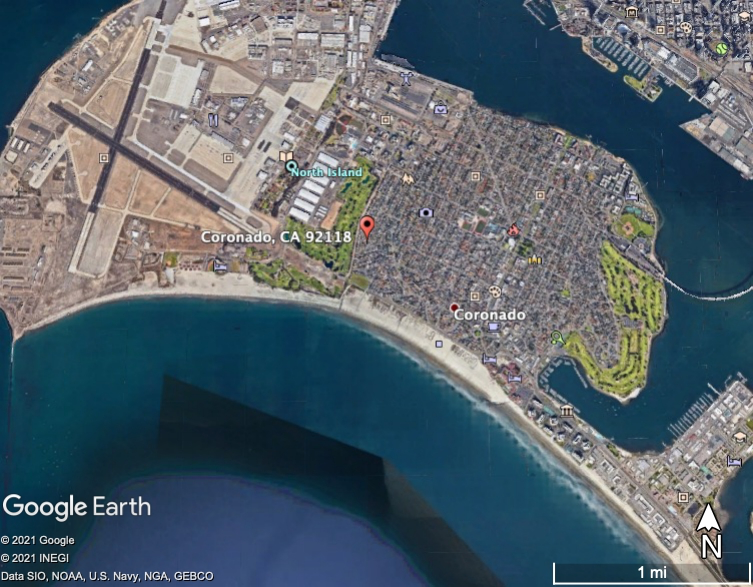 North Island
Coronado, CA 92118
Coronado
Google Earth
© 2021 Google
© 2021 INEGI
Data SIO, NOAA, U.S. Navy, NGA, GEBCO
N
1 mi